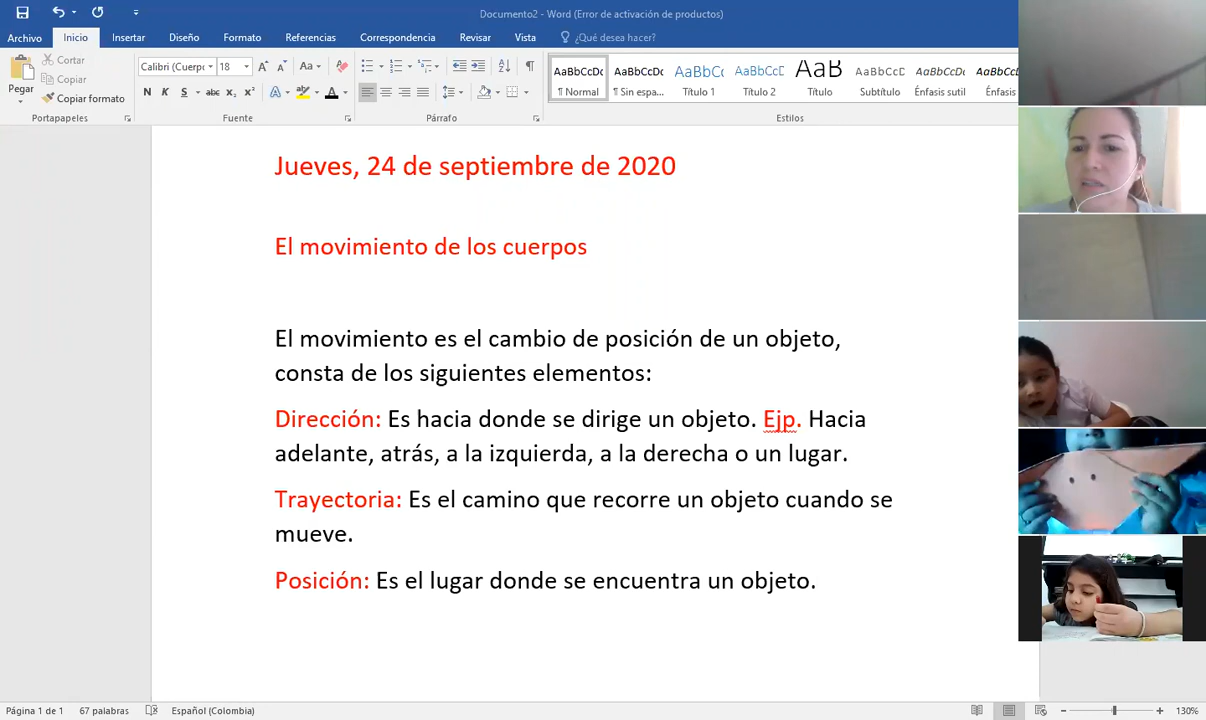 Documento2 - Word (Error de activación de productos)
Archivo Inicio Insertar Diseño Formato Referencias Correspondencia Revisar Vista ¿Qué desea hacer?
Pegar
Cortar
Copiar
Copiar formato
Portapapeles
Calibri (Cuerp 18
Fuente
Párrafo
AaBbCcDc AaBbCcDc AaBbC AaBbCcD AaB AaBbCcD AaBbCcDc AaBbCcDc
¶ Normal ¶ Sin espa... Título 1 Título 2 Título Subtítulo Énfasis sutil Énfasis
Estilos
Jueves, 24 de septiembre de 2020
El movimiento de los cuerpos
El movimiento es el cambio de posición de un objeto,
consta de los siguientes elementos:
Dirección: Es hacia donde se dirige un objeto. Ejp. Hacia
adelante, atrás, a la izquierda, a la derecha o un lugar.
Trayectoria: Es el camino que recorre un objeto cuando se
mueve.
Posición: Es el lugar donde se encuentra un objeto.
Página 1 de 1 67 palabras Español (Colombia) 130%